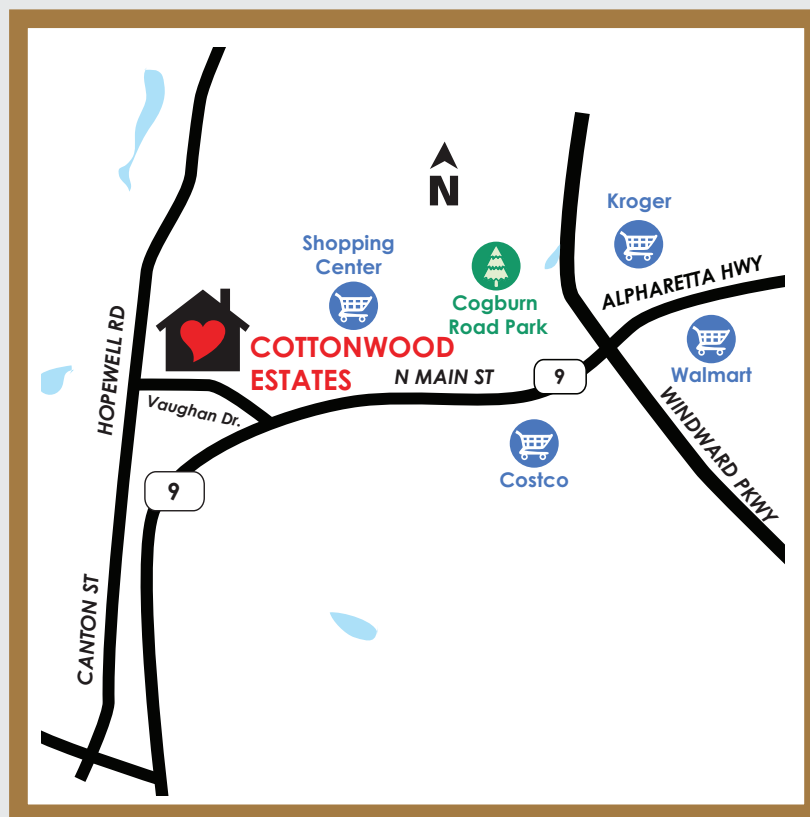 N
Kroger
Shopping
Center
ALPHARETTA HWY
Cogburn
Road Park
HOPEWELL RD
COTTONWOOD
ESTATES
N MAIN ST
9
Walmart
Vaughan Dr.
WINDWARD PKWY
Costco
9
CANTON ST